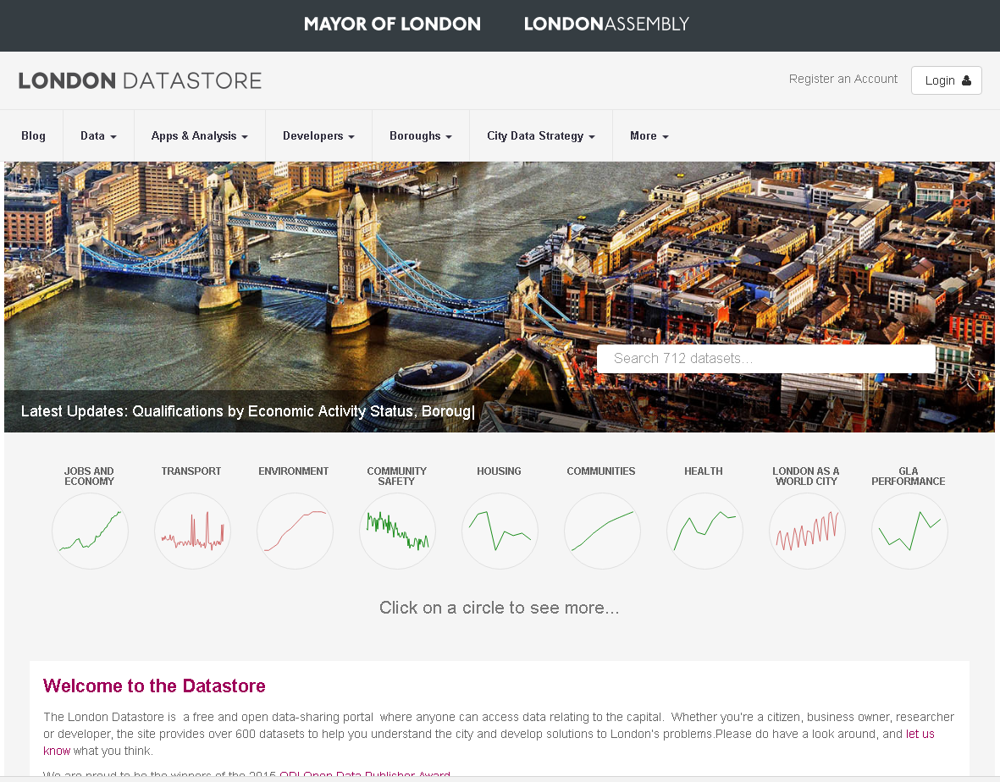 MAYOR OF LONDON LONDONASSEMBLY
LONDON DATASTORE
Register an Account Login
Blog Data Apps & Analysis Developers Boroughs City Data Strategy More
Search 712 datasets...
Latest Updates: Qualifications by Economic Activity Status, Boroug|
JOBS AND ECONOMY
TRANSPORT
ENVIRONMENT
COMMUNITY SAFETY
HOUSING
COMMUNITIES
HEALTH
LONDON AS A WORLD CITY
GLA PERFORMANCE
Click on a circle to see more...
Welcome to the Datastore
The London Datastore is a free and open data-sharing portal where anyone can access data relating to the capital. Whether you're a citizen, business owner, researcher
or developer, the site provides over 600 datasets to help you understand the city and develop solutions to London's problems.Please do have a look around, and let us
know what you think.
We are proud to be the winners of the 2015 ODI Open Data Publisher Award